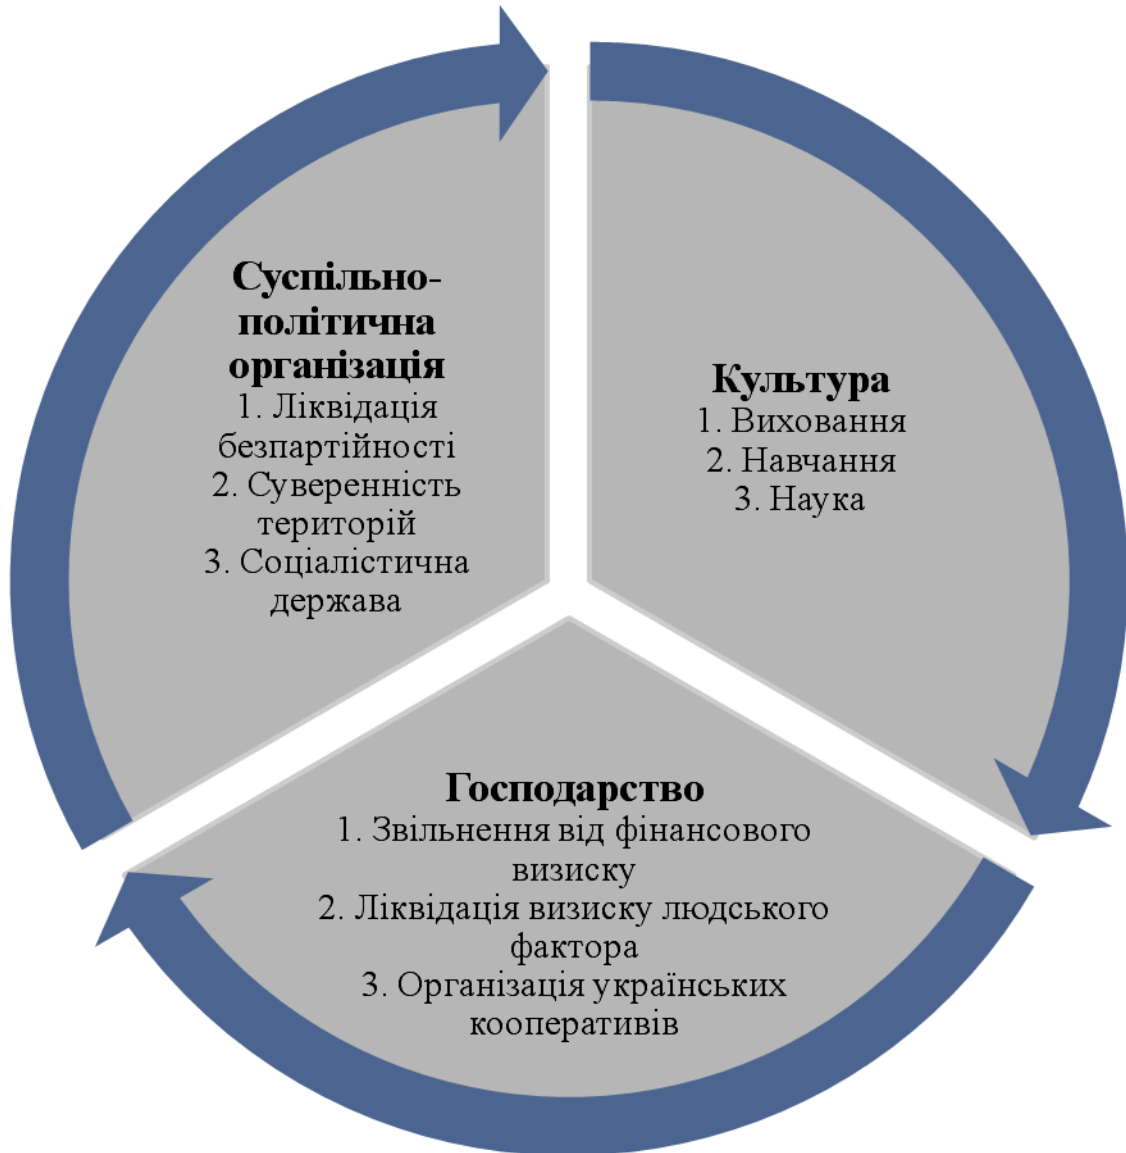 Суспільно-
політична
організація
1. Ліквідація
безпартійності
2. Суверенність
територій
3. Соціалістична
держава
Культура
1. Виховання
2. Навчання
3. Наука
Господарство
1. Звільнення від фінансового
визиску
2. Ліквідація визиску людського
фактора
3. Організація українських
кооперативів